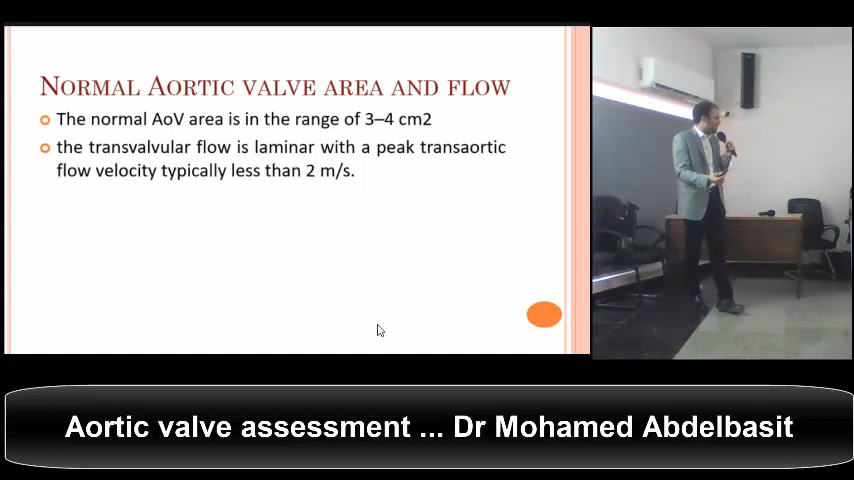 NORMAL AORTIC VALVE AREA AND FLOW
The normal AoV area is in the range of 3–4 cm2
the transvalvular flow is laminar with a peak transaortic
flow velocity typically less than 2 m/s.
Aortic valve assessment ... Dr Mohamed Abdelbasit